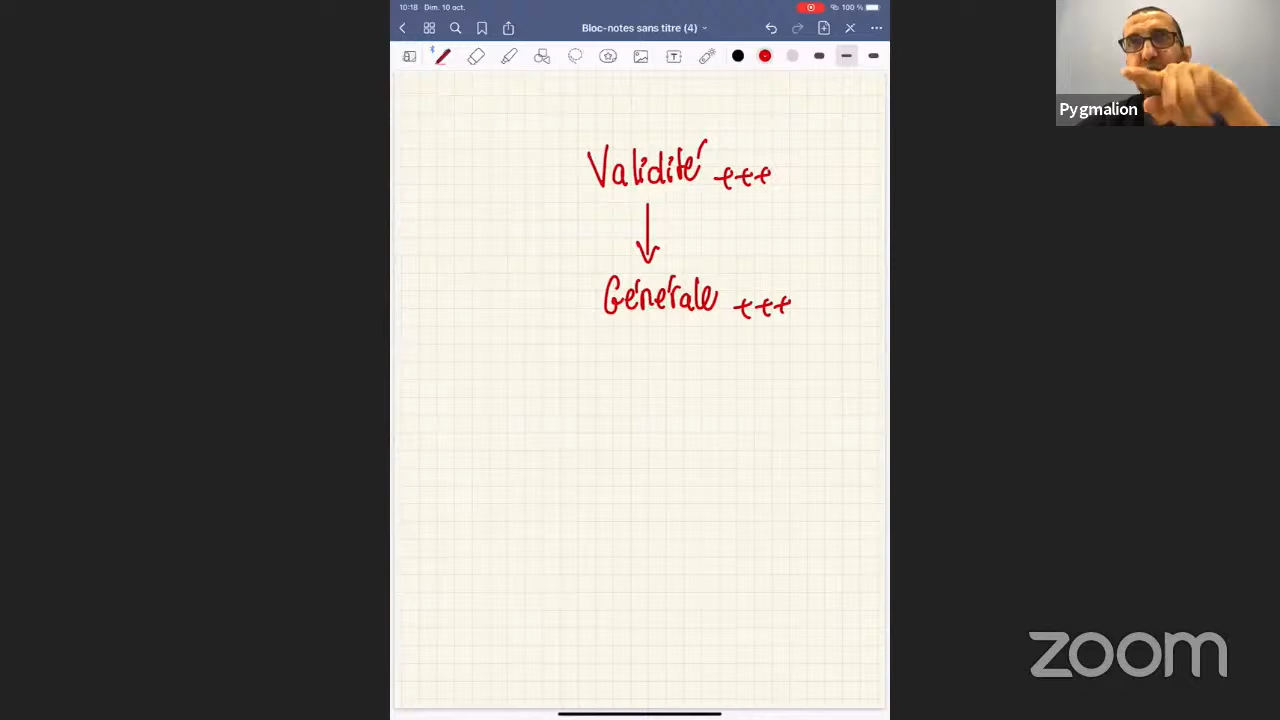 10:18 Dim. 10 oct. 100 %
Bloc-notes sans titre (4)
Pygmalion
Validité +++
Générale +++
zoom